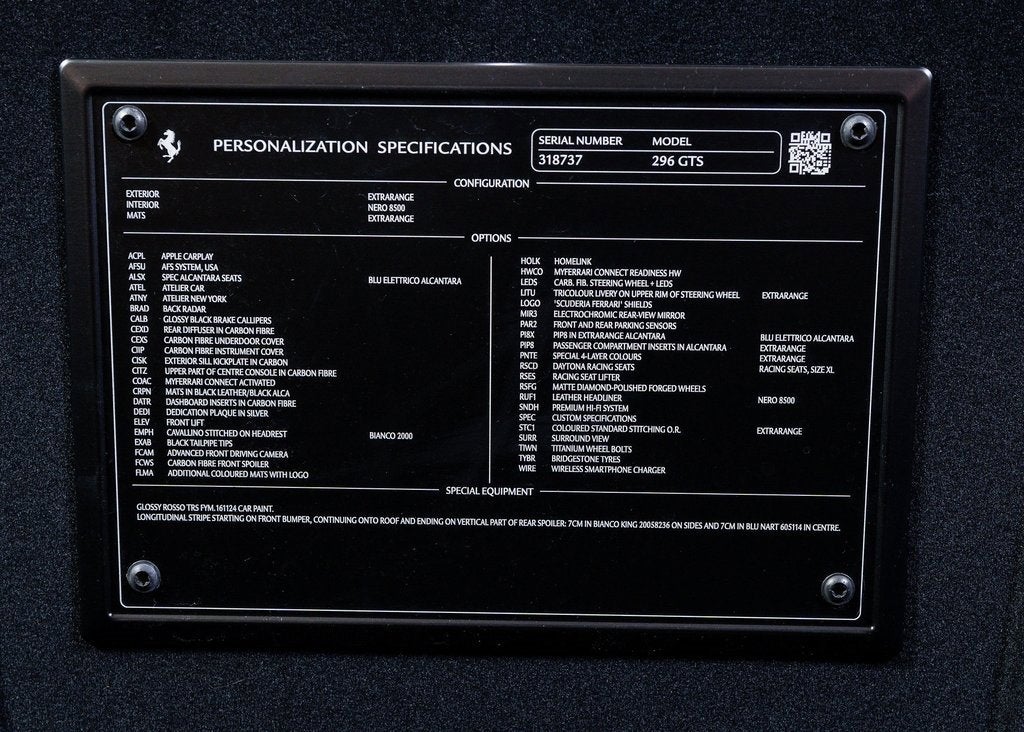 PERSONALIZATION SPECIFICATIONS
SERIAL NUMBER MODEL
318737 296 GTS
CONFIGURATION
EXTERIOR EXTRARANGE
INTERIOR NERO 8500
MATS EXTRARANGE
OPTIONS
ACPL APPLE CARPLAY
AFSU AFS SYSTEM, USA
ALSX SPEC ALCANTARA SEATS BLU ELETTRICO ALCANTARA
ATEL ATELIER CAR
ATNY ATELIER NEW YORK
BRAD BACK RADAR
CALB GLOSSY BLACK BRAKE CALLIPERS
CEXD REAR DIFFUSER IN CARBON FIBRE
CEXS CARBON FIBRE UNDERDOOR COVER
CIIP CARBON FIBRE INSTRUMENT COVER
CISK EXTERIOR SILL KICKPLATE IN CARBON
CITZ UPPER PART OF CENTRE CONSOLE IN CARBON FIBRE
COAC MYFERRARI CONNECT ACTIVATED
CRPN MATS IN BLACK LEATHER/BLACK ALCA
DATR DASHBOARD INSERTS IN CARBON FIBRE
DEDI DEDICATION PLAQUE IN SILVER
ELEV FRONT LIFT
EMPH CAVALLINO STITCHED ON HEADREST BIANCO 2000
EXAB BLACK TAILPIPE TIPS
FCAM ADVANCED FRONT DRIVING CAMERA
FCWS CARBON FIBRE FRONT SPOILER
FLMA ADDITIONAL COLOURED MATS WITH LOGO
HOLK HOMELINK
HWCO MYFERRARI CONNECT READINESS HW
LEDS CARB. FIB. STEERING WHEEL + LEDS
LITU TRICOLOUR LIVERY ON UPPER RIM OF STEERING WHEEL EXTRARANGE
LOGO 'SCUDERIA FERRARI' SHIELDS
MIR3 ELECTROCHROMIC REAR-VIEW MIRROR
PAR2 FRONT AND REAR PARKING SENSORS
PI8X PIP8 IN EXTRARANGE ALCANTARA BLU ELETTRICO ALCANTARA
PIP8 PASSENGER COMPARTMENT INSERTS IN ALCANTARA EXTRARANGE
PNTE SPECIAL 4-LAYER COLOURS EXTRARANGE
RSCD DAYTONA RACING SEATS RACING SEATS, SIZE XL
RSES RACING SEAT LIFTER
RSFG MATTE DIAMOND-POLISHED FORGED WHEELS
RUF1 LEATHER HEADLINER NERO 8500
SNDH PREMIUM HI-FI SYSTEM
SPEC CUSTOM SPECIFICATIONS
STC1 COLOURED STANDARD STITCHING O.R. EXTRARANGE
SURR SURROUND VIEW
TIWN TITANIUM WHEEL BOLTS
TYBR BRIDGESTONE TYRES
WIRE WIRELESS SMARTPHONE CHARGER
SPECIAL EQUIPMENT
GLOSSY ROSSO TRS FYM.161124 CAR PAINT.
LONGITUDINAL STRIPE STARTING ON FRONT BUMPER, CONTINUING ONTO ROOF AND ENDING ON VERTICAL PART OF REAR SPOILER: 7CM IN BIANCO KING 20058236 ON SIDES AND 7CM IN BLU NART 605114 IN CENTRE.